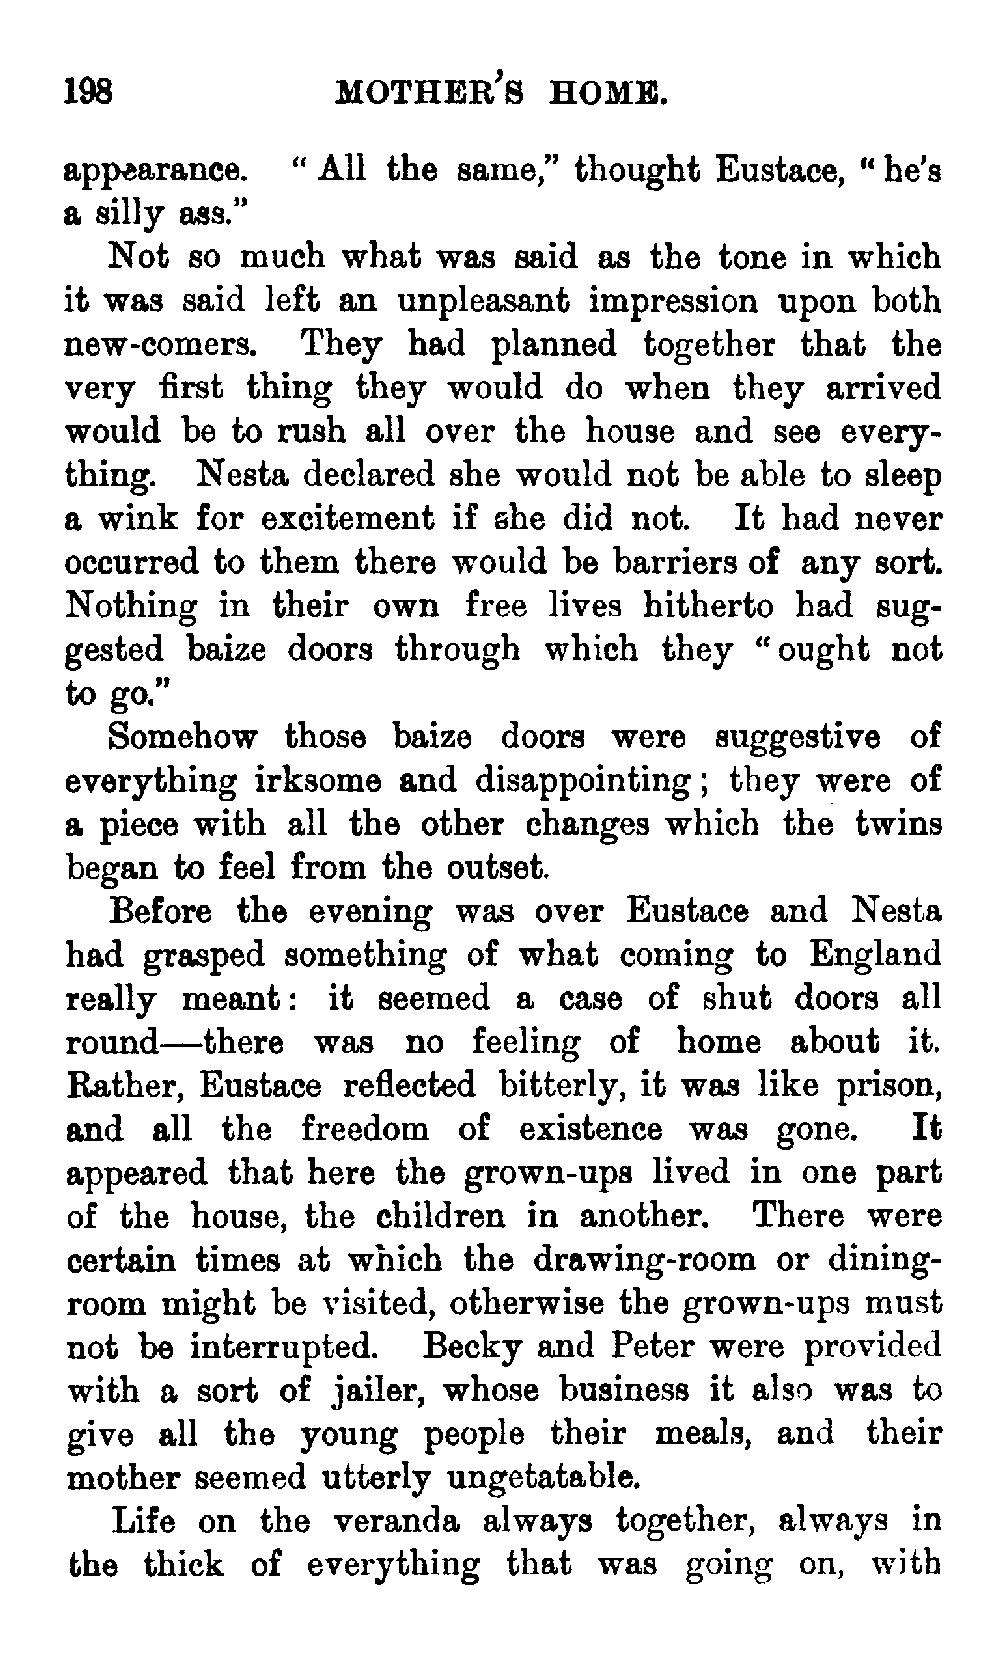 198 MOTHER'S HOME.
appearance. "All the same," thought Eustace, "he's
a silly ass."
Not so much what was said as the tone in which
it was said left an unpleasant impression upon both
new-comers. They had planned together that the
very first thing they would do when they arrived
would be to rush all over the house and see every-
thing. Nesta declared she would not be able to sleep
a wink for excitement if she did not. It had never
occurred to them there would be barriers of any sort.
Nothing in their own free lives hitherto had sug-
gested baize doors through which they "ought not
to go."
Somehow those baize doors were suggestive of
everything irksome and disappointing; they were of
a piece with all the other changes which the twins
began to feel from the outset.
Before the evening was over Eustace and Nesta
had grasped something of what coming to England
really meant: it seemed a case of shut doors all
round—there was no feeling of home about it.
Rather, Eustace reflected bitterly, it was like prison,
and all the freedom of existence was gone. It
appeared that here the grown-ups lived in one part
of the house, the children in another. There were
certain times at which the drawing-room or dining-
room might be visited, otherwise the grown-ups must
not be interrupted. Becky and Peter were provided
with a sort of jailer, whose business it also was to
give all the young people their meals, and their
mother seemed utterly ungetatable.
Life on the veranda always together, always in
the thick of everything that was going on, with